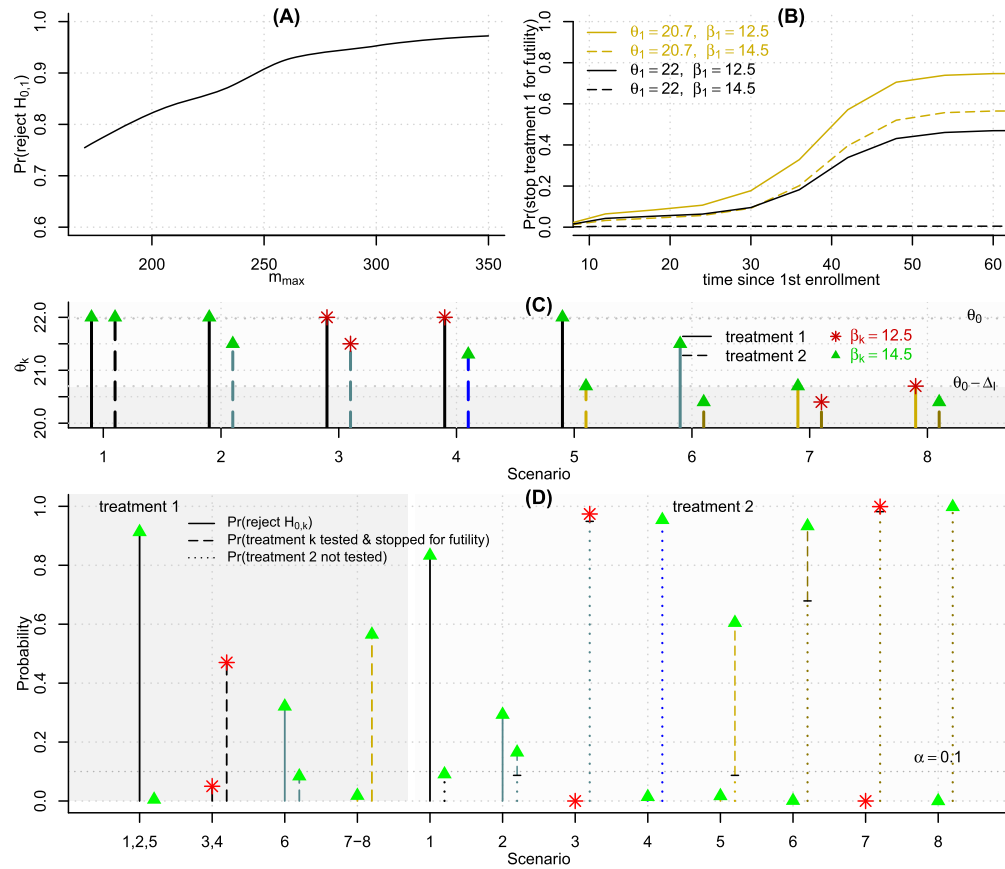 (A)
Pr(reject H0,1)
1.0
0.9
0.8
0.7
0.6
200
250
300
350
mmax
(B)
Pr(stop treatment 1 for futility)
1.0
0.8
0.6
0.4
0.2
0.0
θ1 = 20.7, β1 = 12.5
θ1 = 20.7, β1 = 14.5
θ1 = 22, β1 = 12.5
θ1 = 22, β1 = 14.5
10
20
30
40
50
60
time since 1st enrollment
(C)
θk
22.0
21.0
20.0
θ0
treatment 1
treatment 2
βk = 12.5
βk = 14.5
θ0 − Δl
1
2
3
4
5
6
7
8
Scenario
(D)
Probability
1.0
0.8
0.6
0.4
0.2
0.0
treatment 1
Pr(reject H0,k)
Pr(treatment k tested & stopped for futility)
Pr(treatment 2 not tested)
treatment 2
α = 0.1
1,2,5
3,4
6
7−8
1
2
3
4
5
6
7
8
Scenario